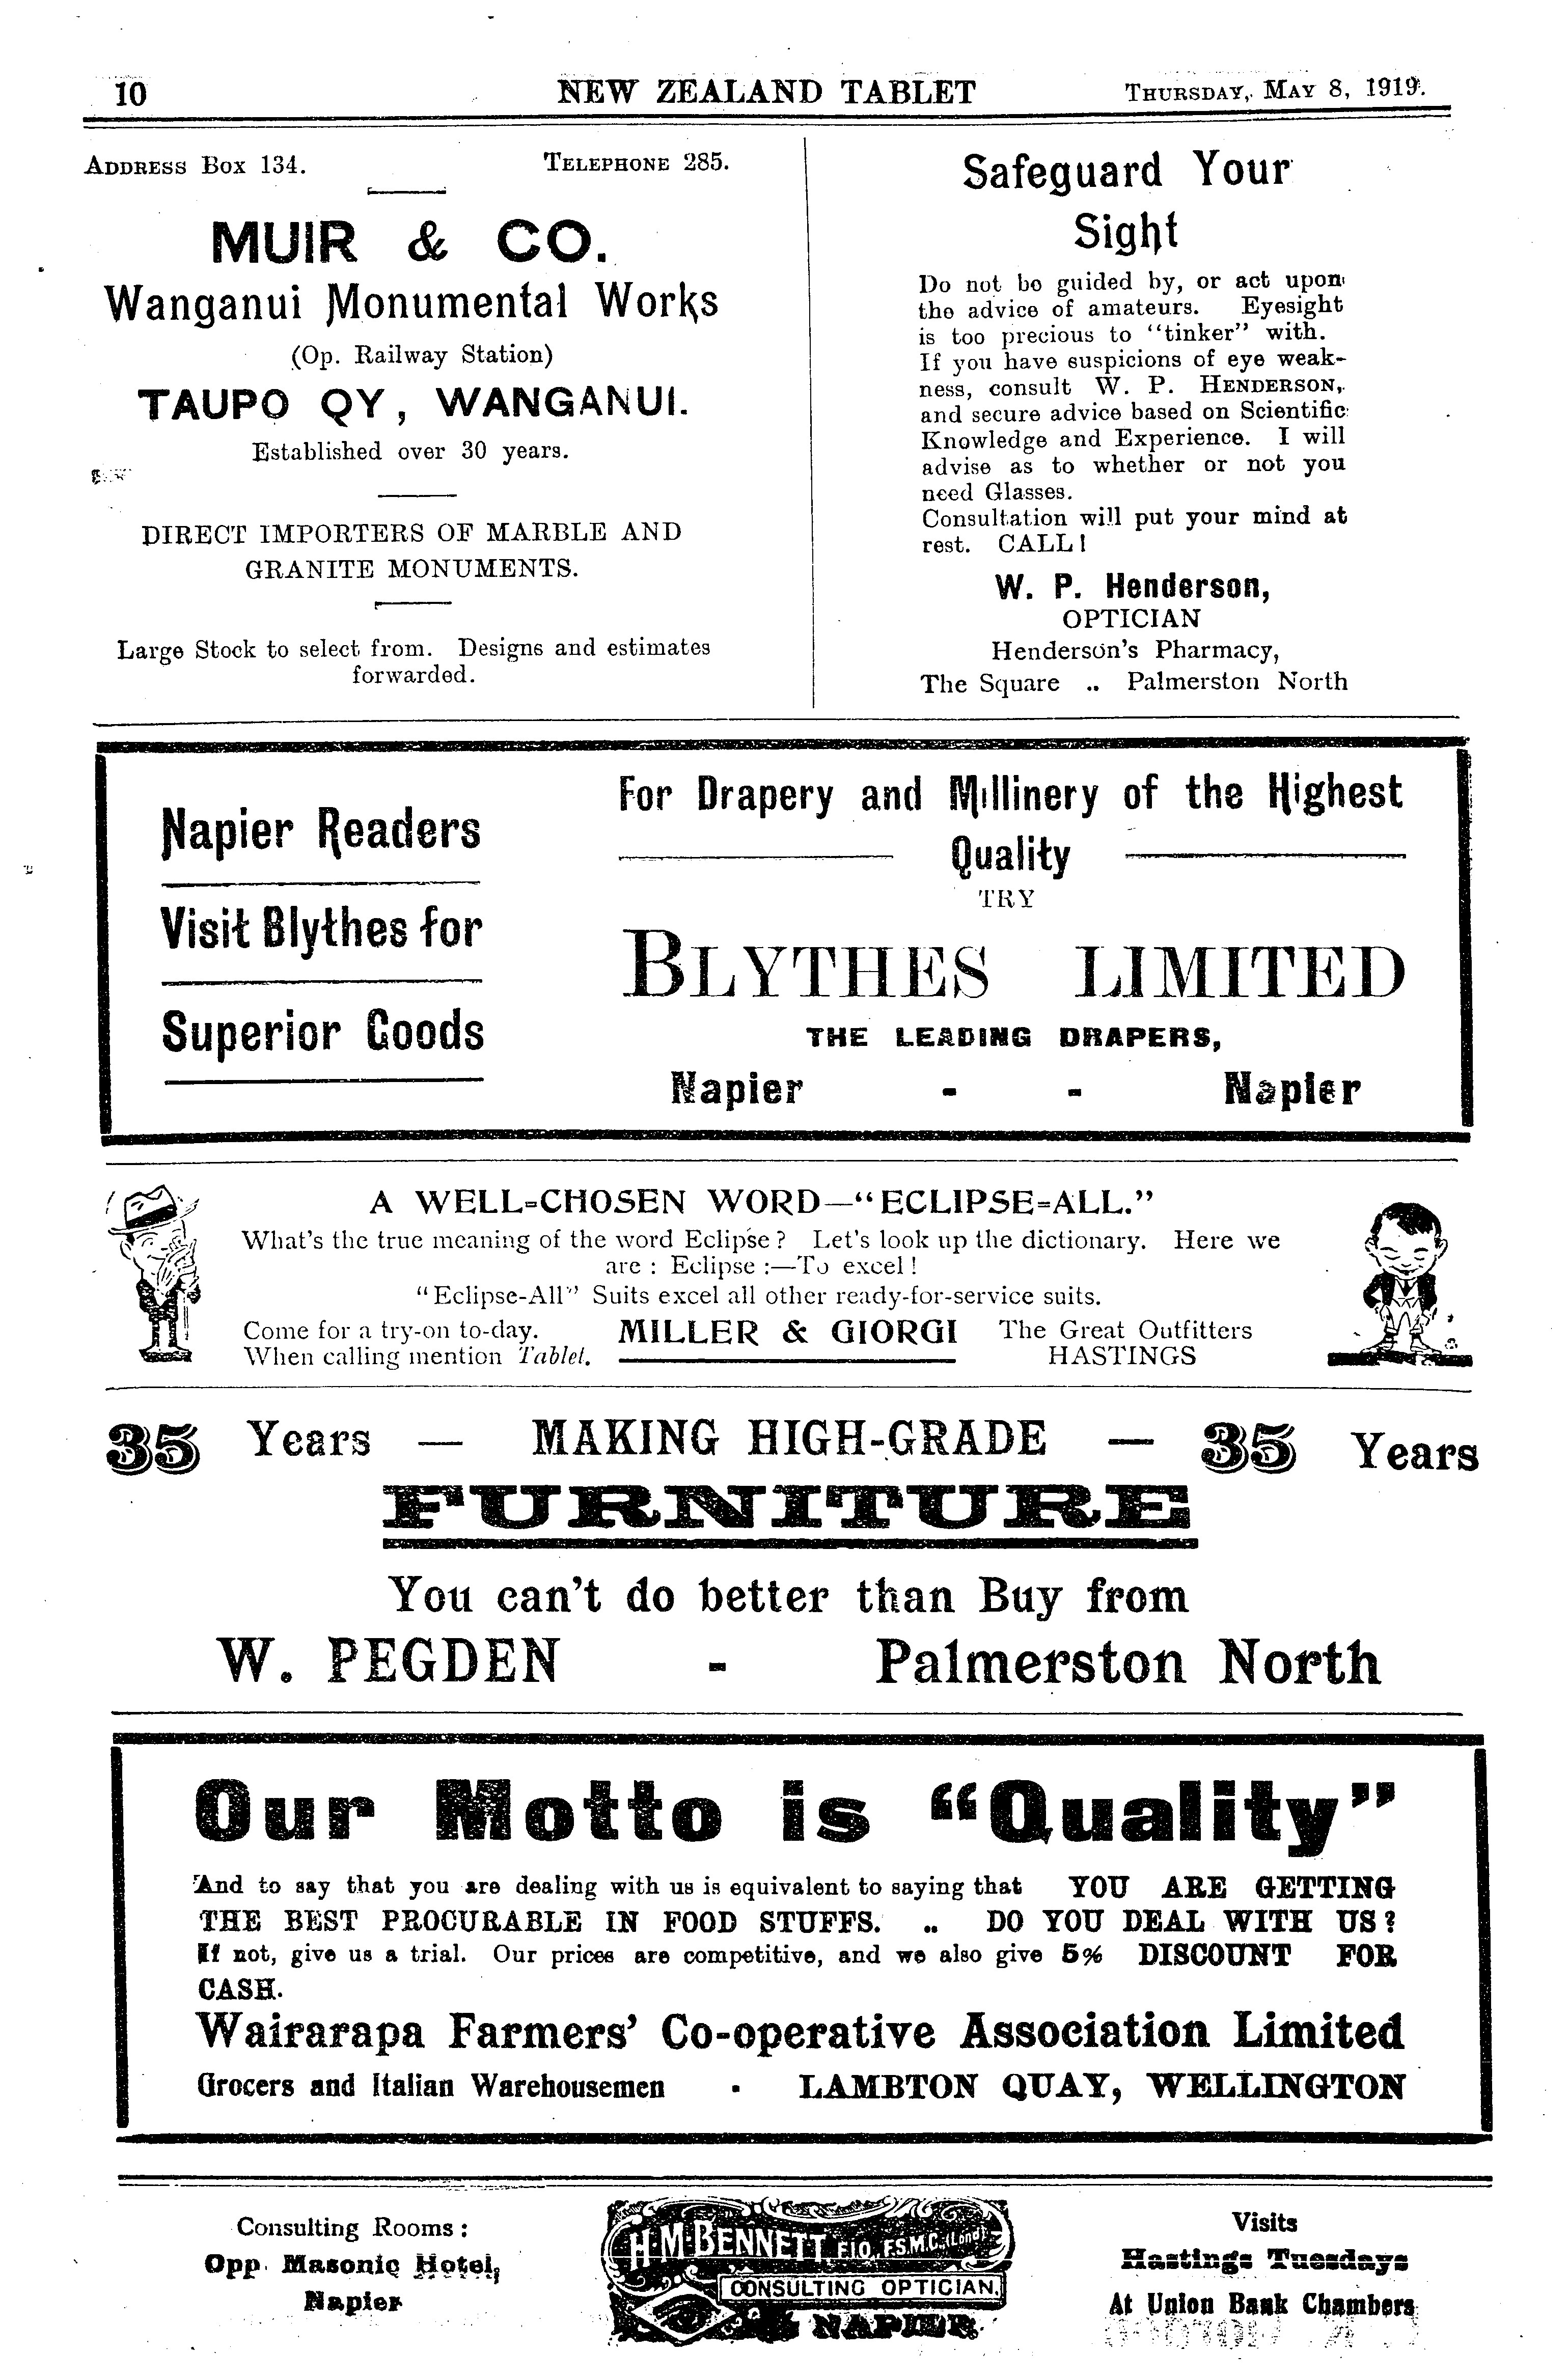 10
NEW ZEALAND TABLET
THURSDAY, MAY 8, 1919.
ADDRESS BOX 134.
TELEPHONE 285.
MUIR & CO.
Wanganui Monumental Works
(Op. Railway Station)
TAUPO QY, WANGANUI.
Established over 30 years.
DIRECT IMPORTERS OF MARBLE AND
GRANITE MONUMENTS.
Large Stock to select from. Designs and estimates
forwarded.
Safeguard Your
Sight
Do not be guided by, or act upon
the advice of amateurs. Eyesight
is too precious to "tinker" with.
If you have suspicions of eye weak-
ness, consult W. P. HENDERSON,
and secure advice based on Scientific
Knowledge and Experience. I will
advise as to whether or not you
need Glasses.
Consultation will put your mind at
rest. CALL!
W. P. Henderson,
OPTICIAN
Henderson's Pharmacy,
The Square .. Palmerston North
Napier Readers
Visit Blythes for
Superior Goods
For Drapery and Millinery of the Highest
Quality
TRY
BLYTHES LIMITED
THE LEADING DRAPERS,
Napier - - Napier
A WELL=CHOSEN WORD—"ECLIPSE=ALL."
What's the true meaning of the word Eclipse? Let's look up the dictionary. Here we
are : Eclipse :—To excel!
"Eclipse-All" Suits excel all other ready-for-service suits.
Come for a try-on to-day.
When calling mention Tablet.
MILLER & GIORGI
The Great Outfitters
HASTINGS
35 Years — MAKING HIGH-GRADE — 35 Years
FURNITURE
You can't do better than Buy from
W. PEGDEN - Palmerston North
Our Motto is "Quality"
And to say that you are dealing with us is equivalent to saying that YOU ARE GETTING
THE BEST PROCURABLE IN FOOD STUFFS. .. DO YOU DEAL WITH US?
If not, give us a trial. Our prices are competitive, and we also give 5% DISCOUNT FOR
CASH.
Wairarapa Farmers' Co-operative Association Limited
Grocers and Italian Warehousemen - LAMBTON QUAY, WELLINGTON
Consulting Rooms :
Opp. Masonic Hotel,
Napier
H.M. BENNETT F.I.O., F.S.M.C. (Lond)
CONSULTING OPTICIAN,
NAPIER.
Visits
Hastings Tuesdays
At Union Bank Chambers